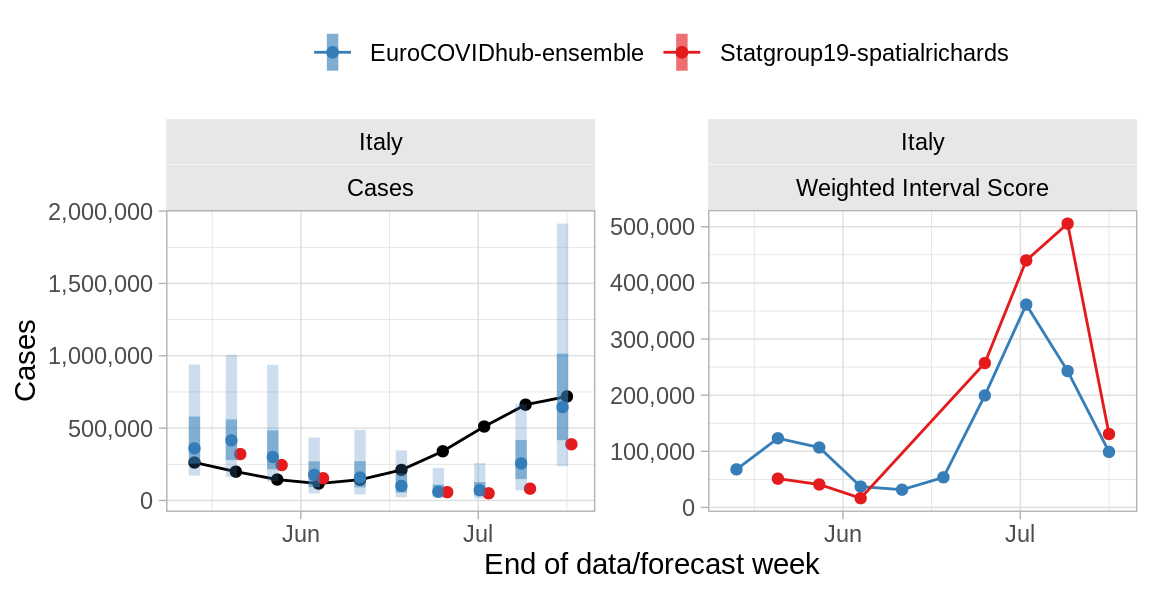 EuroCOVIDhub-ensemble Statgroup19-spatialrichards
Italy
Cases
2,000,000
1,500,000
1,000,000
500,000
0
Cases
Jun Jul
Italy
Weighted Interval Score
500,000
400,000
300,000
200,000
100,000
0
Jun Jul
End of data/forecast week